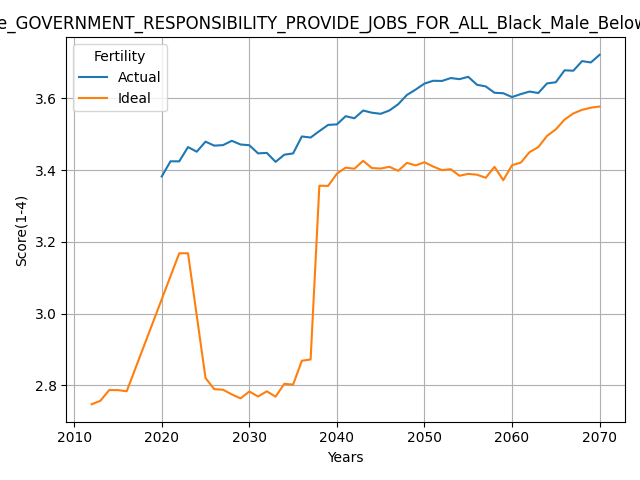 e_GOVERNMENT_RESPONSIBILITY_PROVIDE_JOBS_FOR_ALL_Black_Male_Below
Fertility
Actual
Ideal
Score(1-4)
3.6
3.4
3.2
3.0
2.8
2010 2020 2030 2040 2050 2060 2070
Years